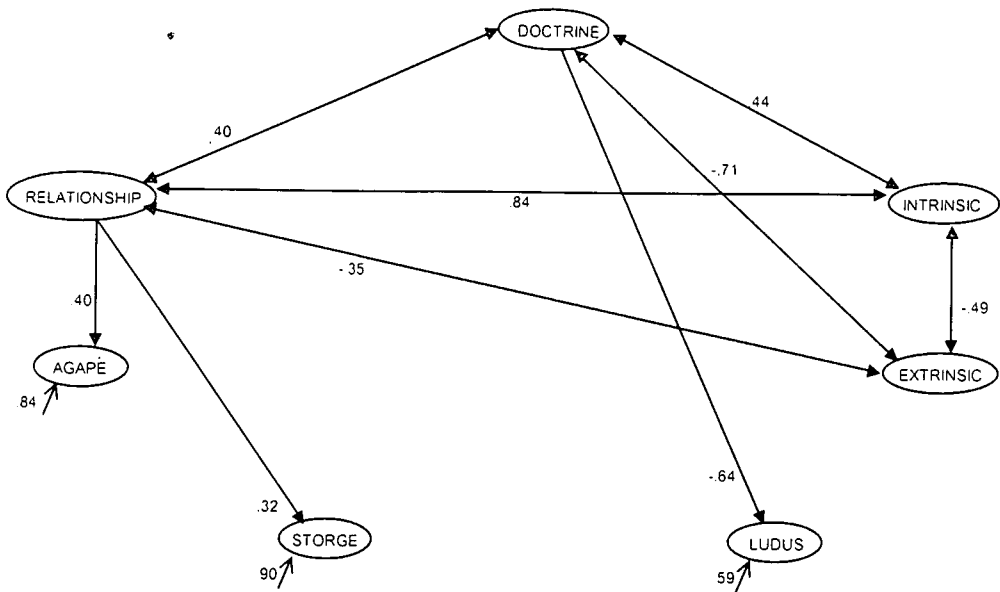 DOCTRINE
.44
.40
-.71
RELATIONSHIP
.84
INTRINSIC
-.35
.40
-.49
AGAPE
EXTRINSIC
84
-.64
.32
STORGE
LUDUS
90
59